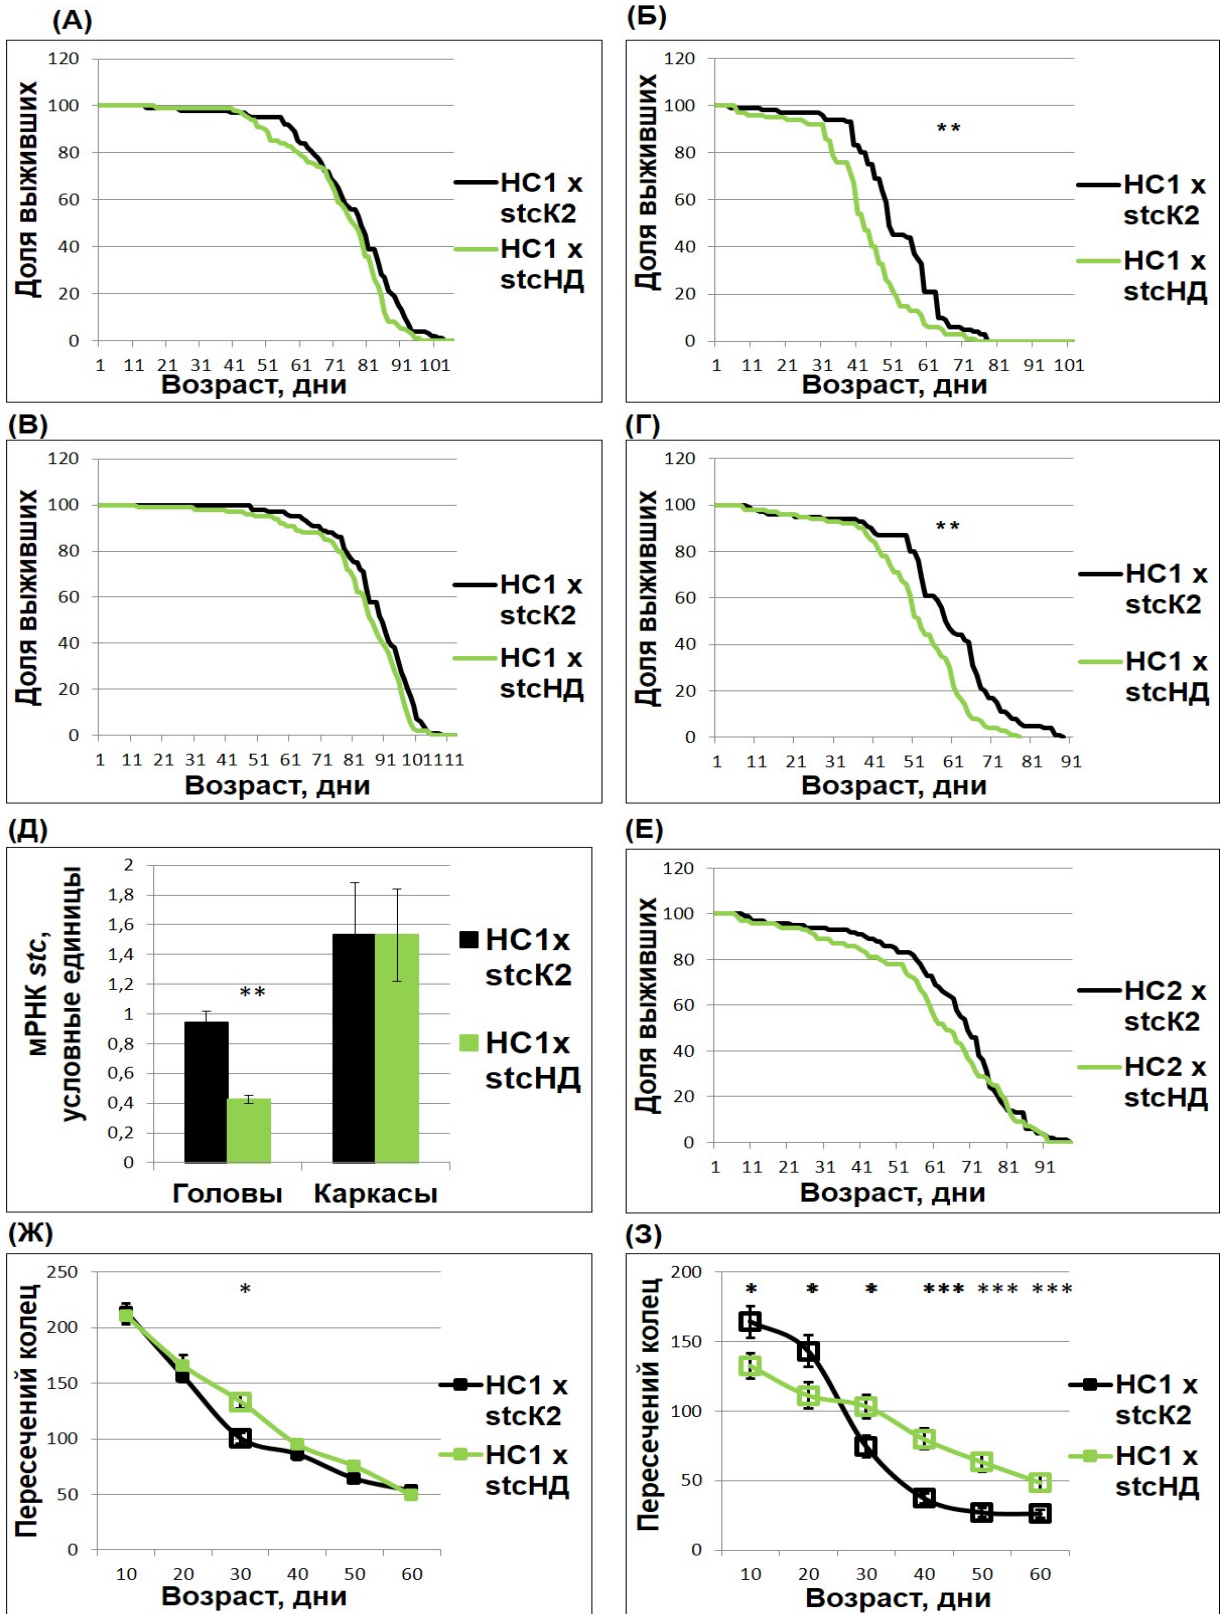 (А)
120
100
80
60
40
20
0
Доля выживших
1 11 21 31 41 51 61 71 81 91 101
Возраст, дни
НС1 х
stcК2
НС1 х
stcНД
(Б)
120
100
80
60
40
20
0
Доля выживших
**
1 11 21 31 41 51 61 71 81 91 101
Возраст, дни
НС1 х
stcК2
НС1 х
stcНД
(В)
120
100
80
60
40
20
0
Доля выживших
1 11 21 31 41 51 61 71 81 91 101111
Возраст, дни
НС1 х
stcК2
НС1 х
stcНД
(Г)
120
100
80
60
40
20
0
Доля выживших
**
1 11 21 31 41 51 61 71 81 91
Возраст, дни
НС1 х
stcК2
НС1 х
stcНД
(Д)
2
1,8
1,6
1,4
1,2
1
0,8
0,6
0,4
0,2
0
мРНК stc,
условные единицы
**
Головы Каркасы
НС1х
stcК2
НС1х
stcНД
(Е)
120
100
80
60
40
20
0
Доля выживших
1 11 21 31 41 51 61 71 81 91
Возраст, дни
НС2 х
stcК2
НС2 х
stcНД
(Ж)
250
200
150
100
50
0
Пересечений колец
*
10 20 30 40 50 60
Возраст, дни
НС1 х
stcК2
НС1 х
stcНД
(З)
200
150
100
50
0
Пересечений колец
* * * *** *** ***
10 20 30 40 50 60
Возраст, дни
НС1 х
stcК2
НС1 х
stcНД